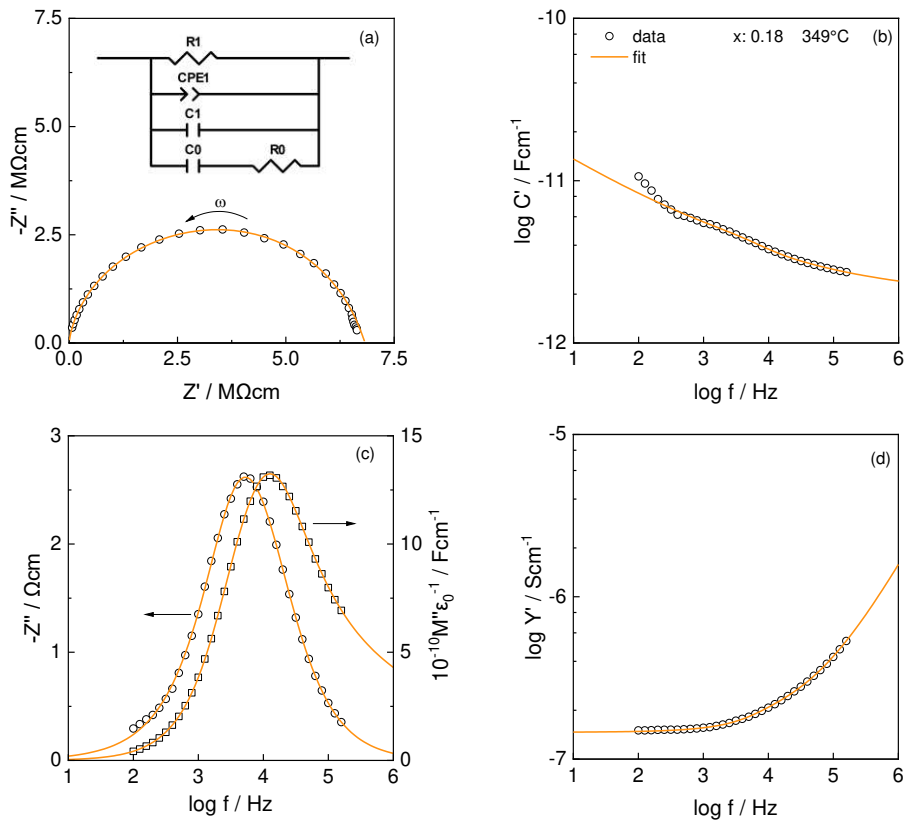 (a)
7.5
5.0
2.5
0.0
-Z'' / MΩcm
R1
CPE1
C1
C0
R0
ω
0.0 2.5 5.0 7.5
Z' / MΩcm
(b)
data x: 0.18 349°C
fit
-10
-11
-12
log C' / Fcm⁻¹
1 2 3 4 5 6
log f / Hz
(c)
3
2
1
0
-Z'' / Ωcm
15
10
5
0
10⁻¹⁰M''ε₀⁻¹ / Fcm⁻¹
1 2 3 4 5 6
log f / Hz
(d)
-5
-6
-7
log Y' / Scm⁻¹
1 2 3 4 5 6
log f / Hz